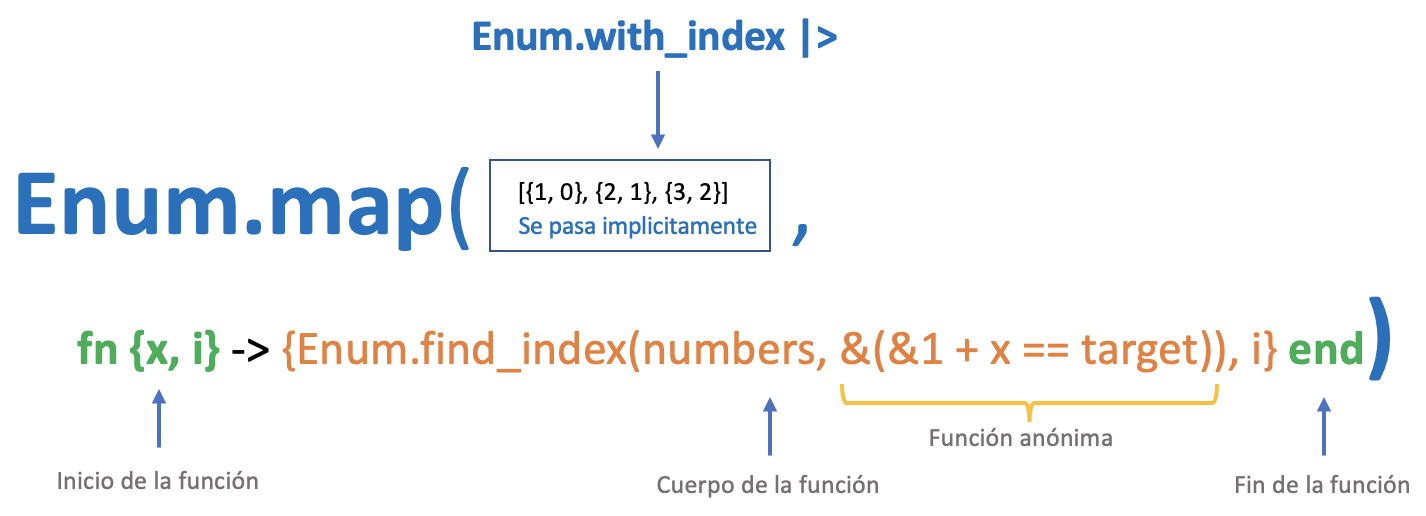 Enum.with_index |>
Enum.map(
[{1, 0}, {2, 1}, {3, 2}]
Se pasa implicitamente
,
fn {x, i} -> {Enum.find_index(numbers, &(&1 + x == target)), i} end)
Función anónima
Inicio de la función
Cuerpo de la función
Fin de la función